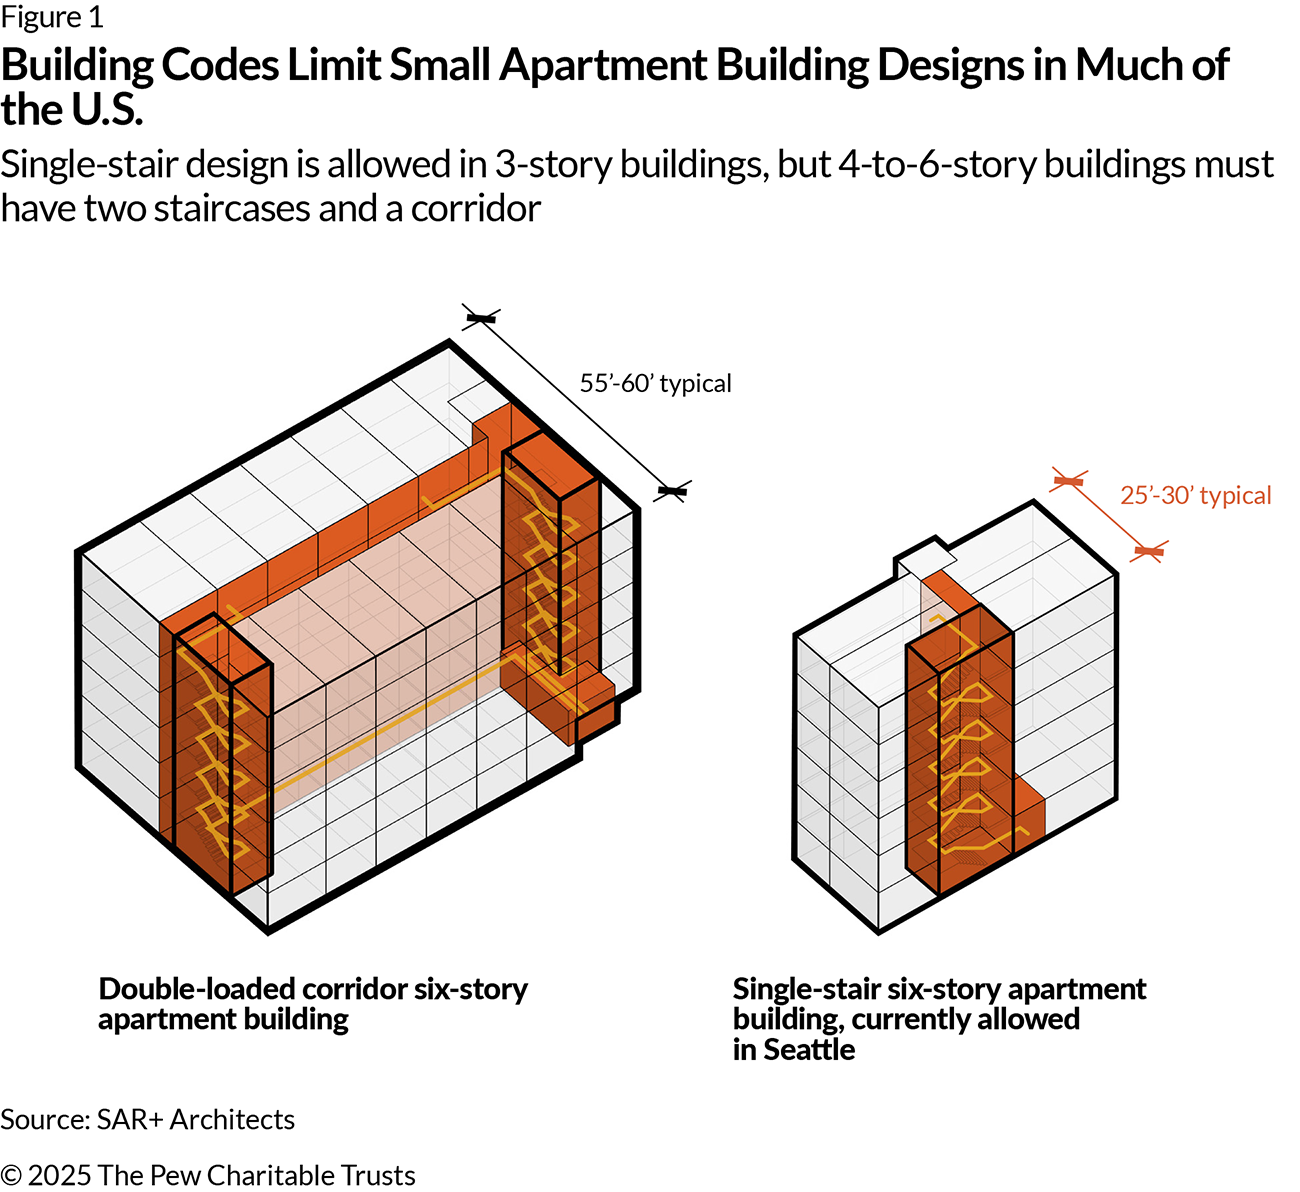 Figure 1
Building Codes Limit Small Apartment Building Designs in Much of
the U.S.
Single-stair design is allowed in 3-story buildings, but 4-to-6-story buildings must
have two staircases and a corridor
55’-60’ typical
25’-30’ typical
Double-loaded corridor six-story
apartment building
Single-stair six-story apartment
building, currently allowed
in Seattle
Source: SAR+ Architects
© 2025 The Pew Charitable Trusts